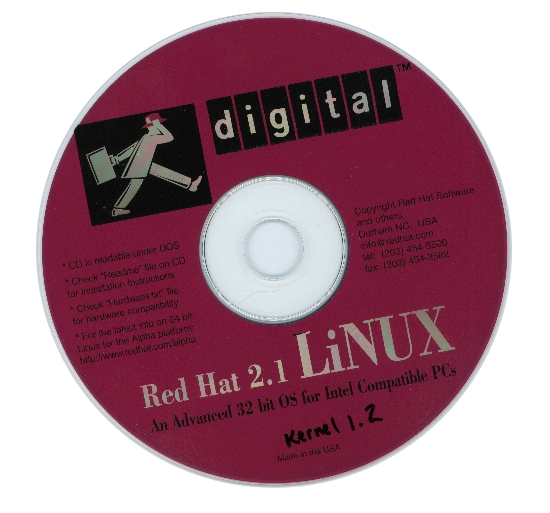 digital™
* CD is readable under DOS
* Check "Readme" file on CD
for installation instructions
* Check "Hardware.txt" file
for hardware compatibility
* For the latest info on 64 bit
Linux for the Alpha platform:
http://www.redhat.com/alpha
Copyright Red Hat Software
and others.
Durham NC, USA
info@redhat.com
tel: (203) 454-5500
fax: (203) 454-2582
Red Hat 2.1 LiNUX
An Advanced 32 bit OS for Intel Compatible PCs
Kernel 1.2
Made in the USA